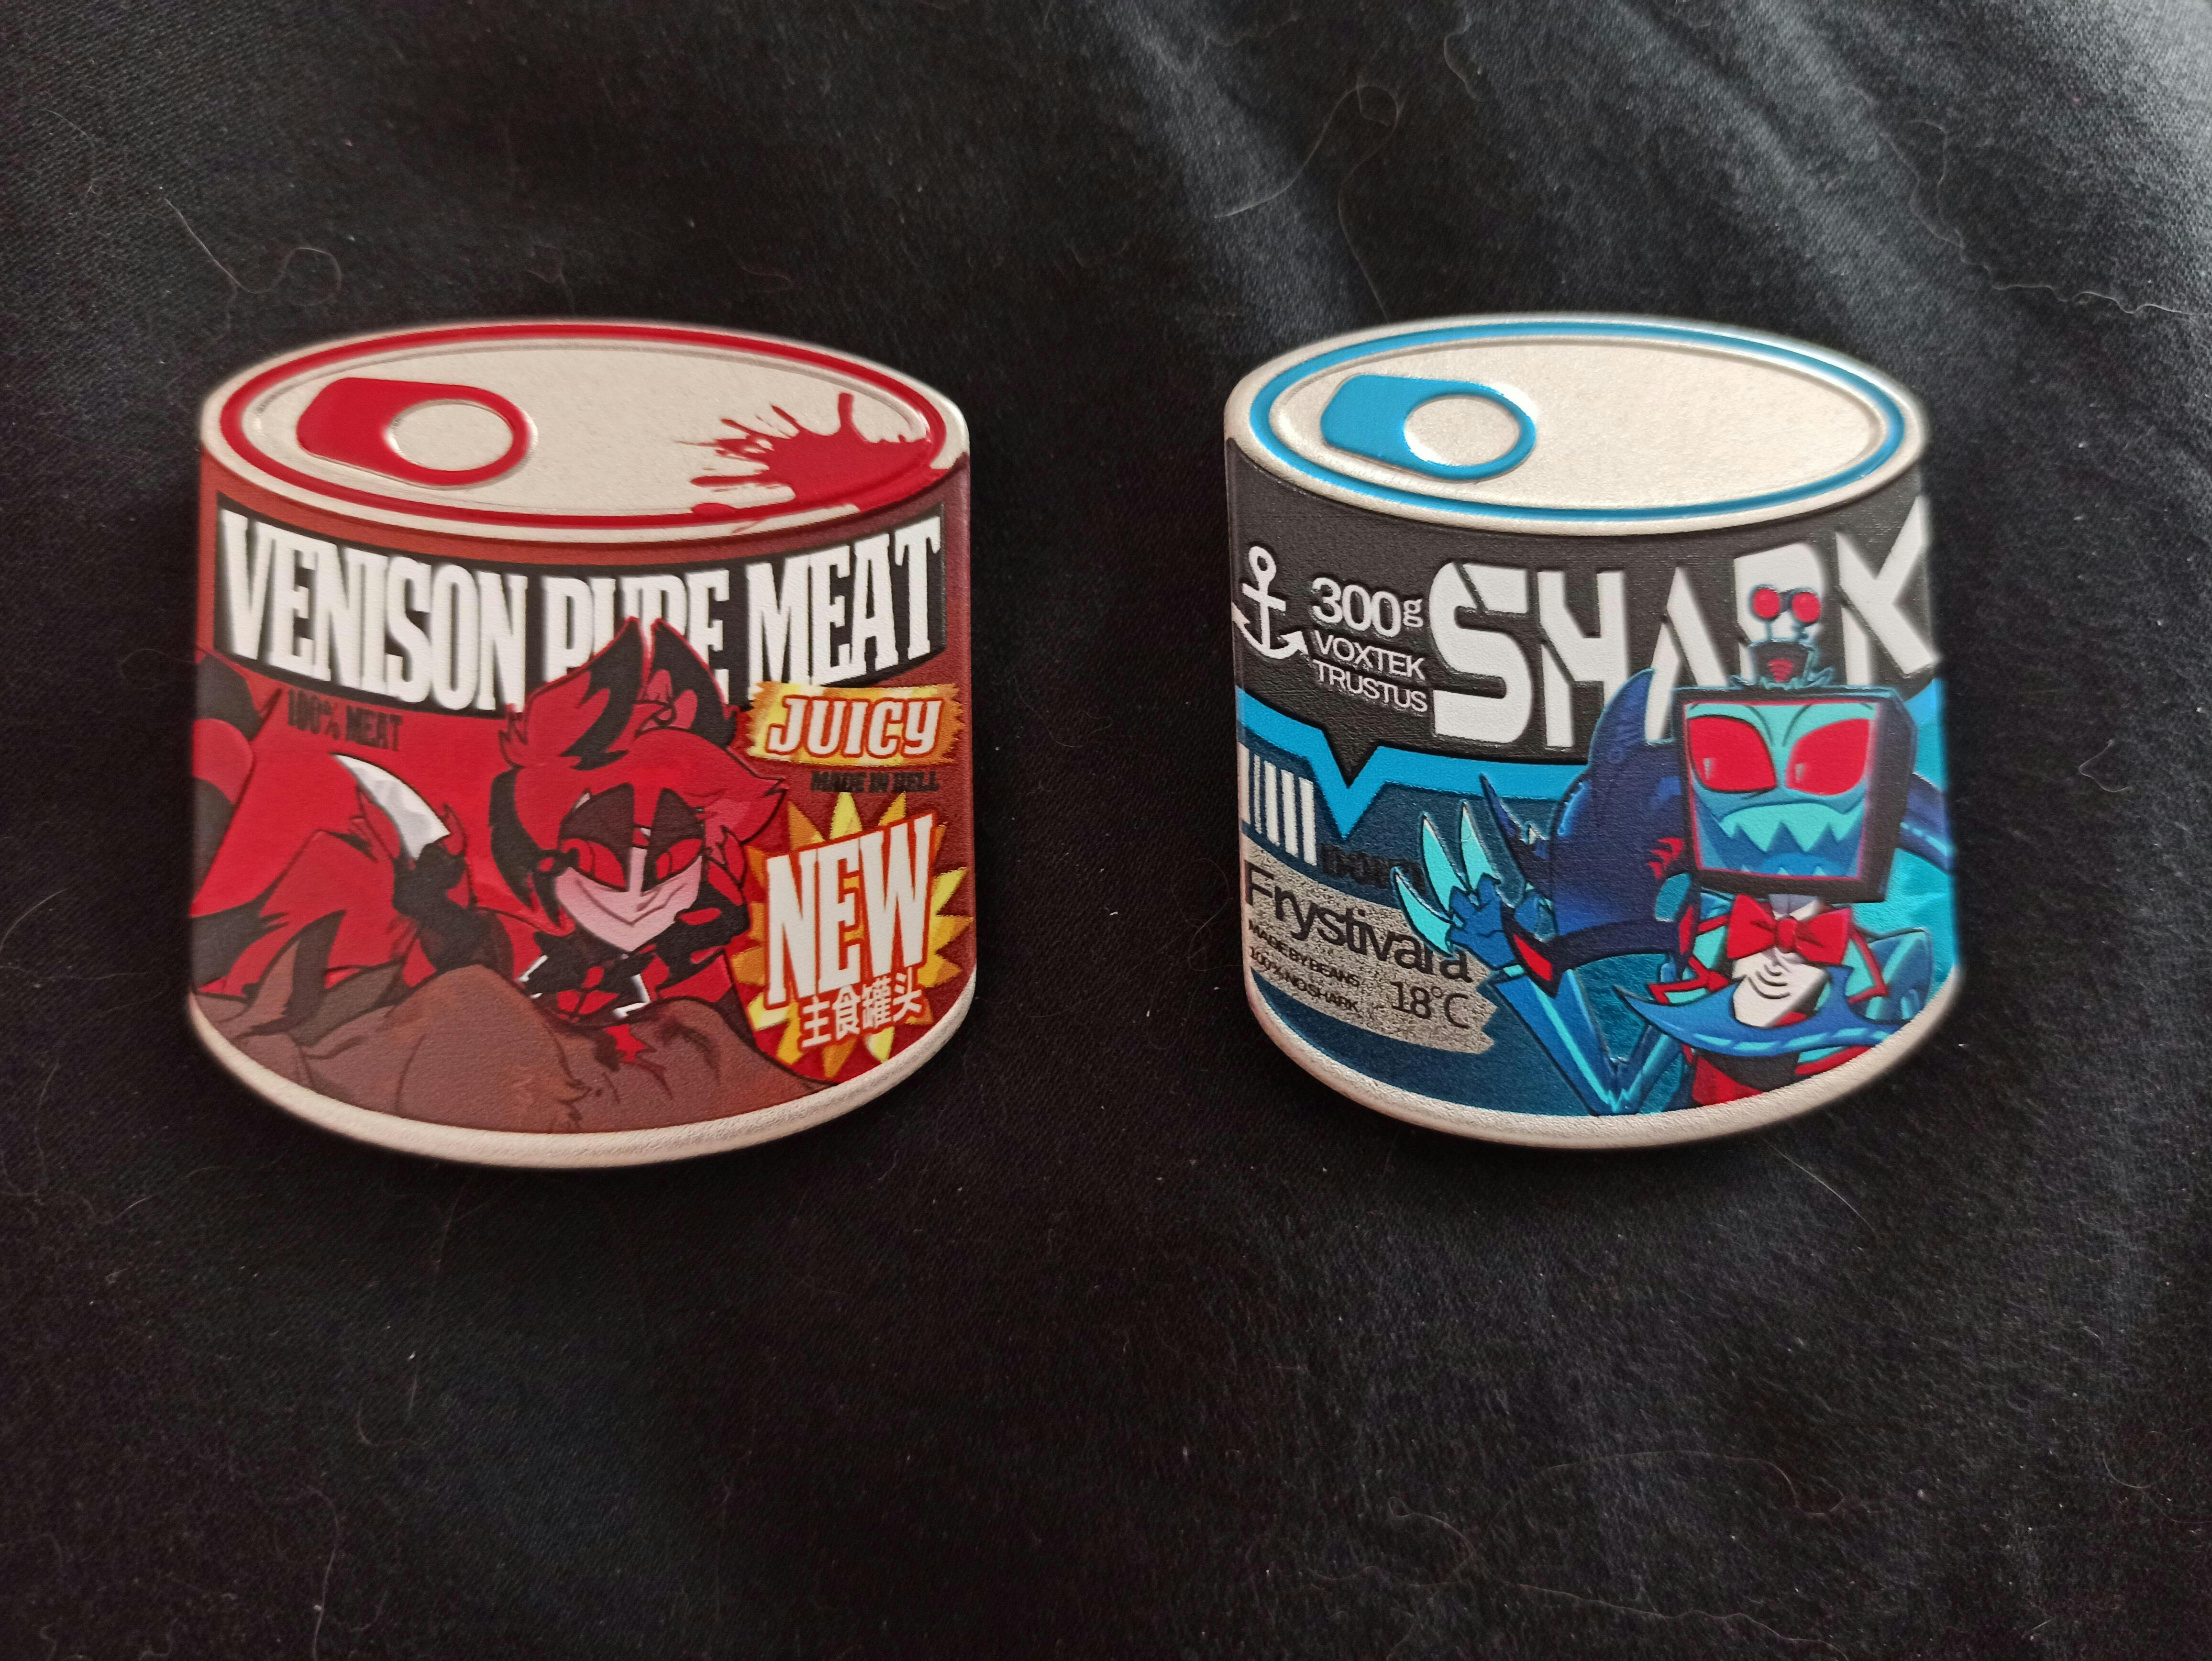 VENISON PURE MEAT
100% MEAT
JUICY
MADE IN HELL
NEW
主食罐头
300g
VOXTEK
TRUSTUS
SHARK
Frystivara
MADE BY BEANS
100% NO SHARK
18°C